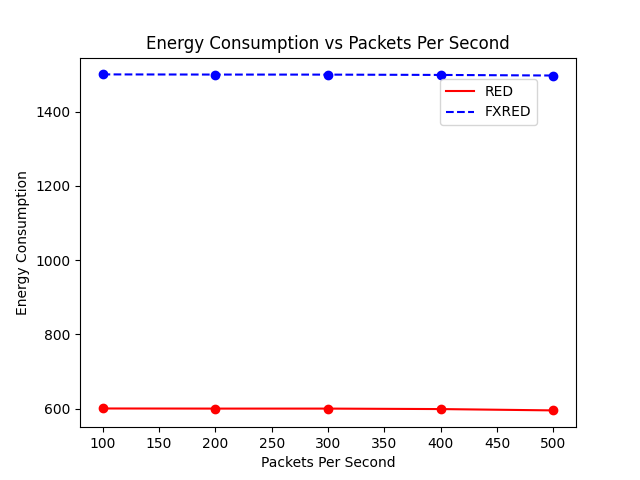 Energy Consumption vs Packets Per Second
RED
FXRED
Energy Consumption
1400
1200
1000
800
600
100 150 200 250 300 350 400 450 500
Packets Per Second